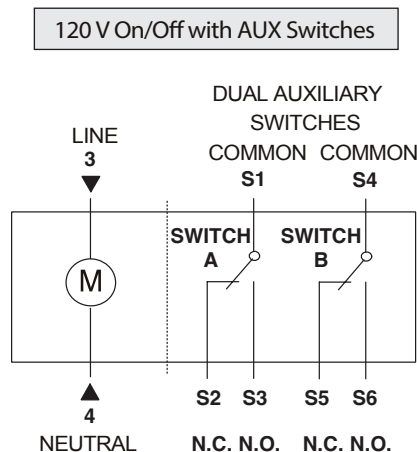 120 V On/Off with AUX Switches
DUAL AUXILIARY
SWITCHES
LINE
3
COMMON COMMON
S1 S4
SWITCH
A
SWITCH
B
M
4
NEUTRAL
S2 S3 S5 S6
N.C. N.O. N.C. N.O.